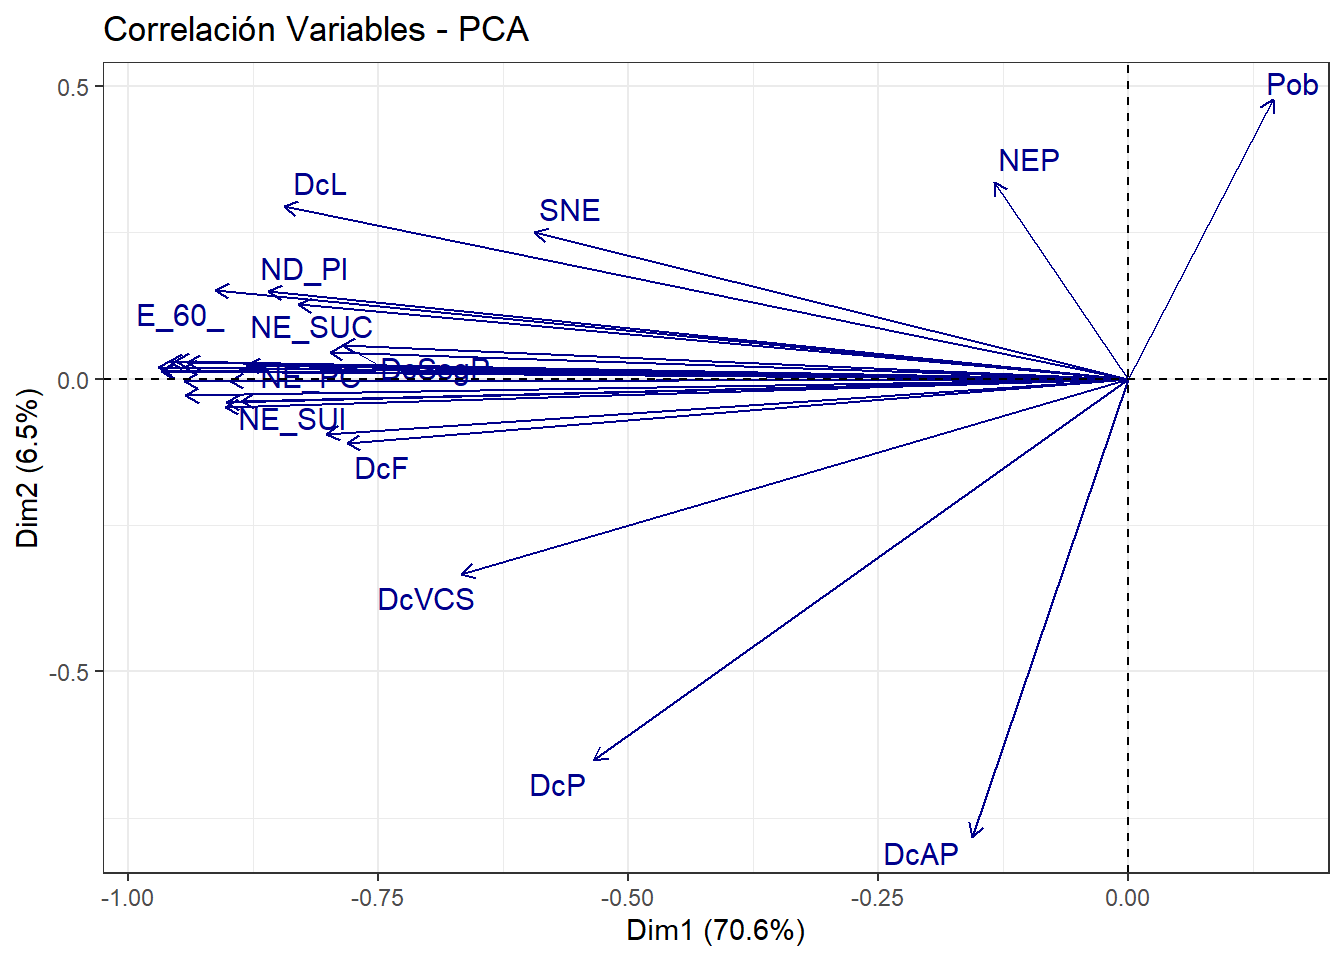 Correlación Variables - PCA
Pob
0.5
NEP
DcL
SNE
ND_PI
E_60_
NE_SUC
DcSegP
0.0
NE_PC
NE_SUI
DcF
DcVCS
-0.5
DcP
DcAP
Dim2 (6.5%)
-1.00
-0.75
-0.50
-0.25
0.00
Dim1 (70.6%)